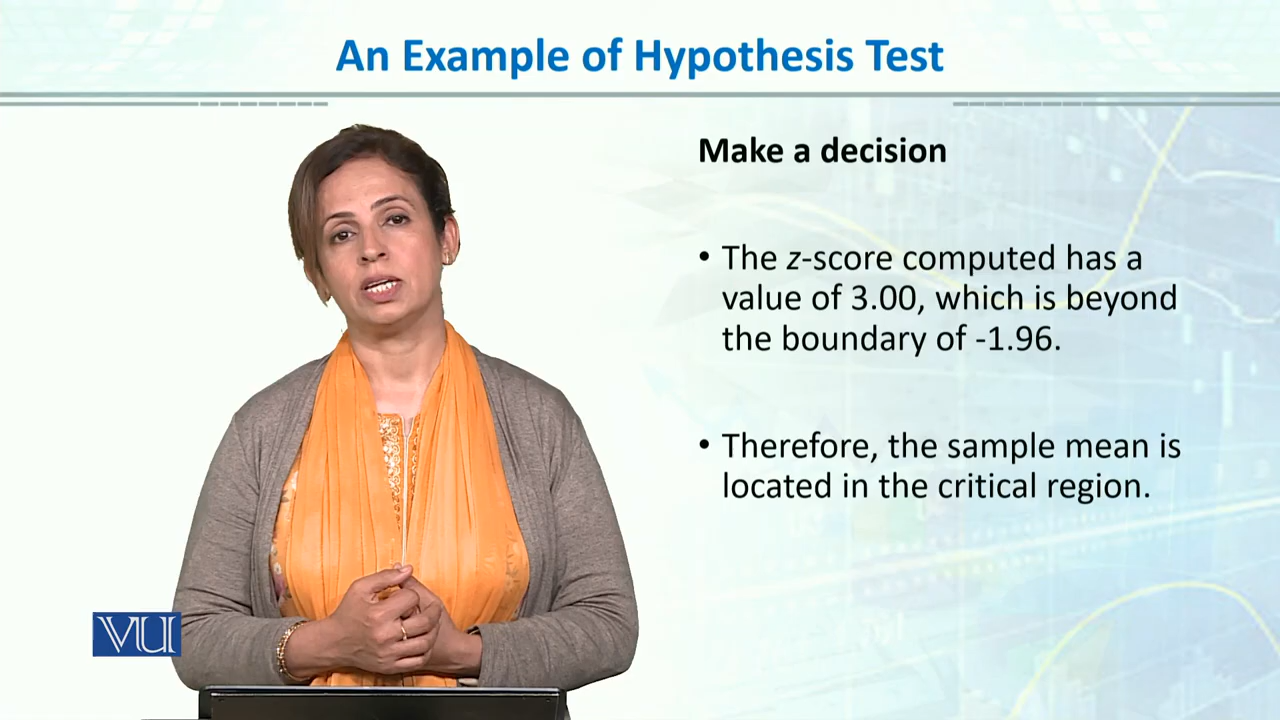 An Example of Hypothesis Test
Make a decision
• The z-score computed has a
value of 3.00, which is beyond
the boundary of -1.96.
• Therefore, the sample mean is
located in the critical region.
VU